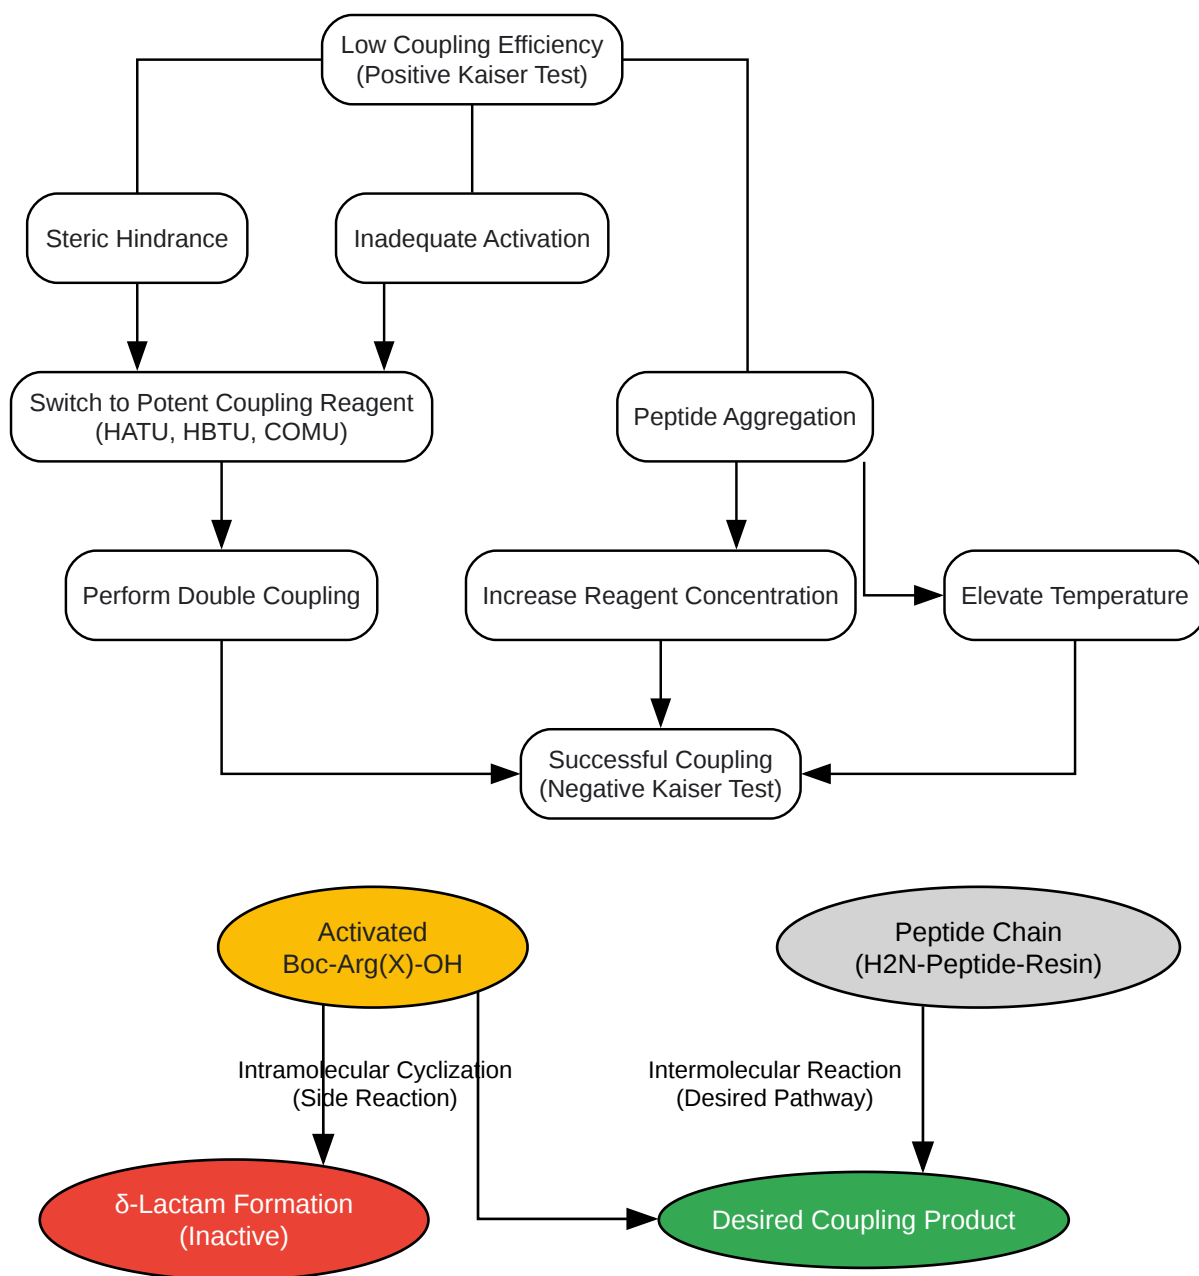 Low Coupling Efficiency
(Positive Kaiser Test)
Steric Hindrance
Inadequate Activation
Switch to Potent Coupling Reagent
(HATU, HBTU, COMU)
Peptide Aggregation
Perform Double Coupling
Increase Reagent Concentration
Elevate Temperature
Successful Coupling
(Negative Kaiser Test)
Activated
Boc-Arg(X)-OH
Peptide Chain
(H2N-Peptide-Resin)
Intramolecular Cyclization
(Side Reaction)
Intermolecular Reaction
(Desired Pathway)
δ-Lactam Formation
(Inactive)
Desired Coupling Product